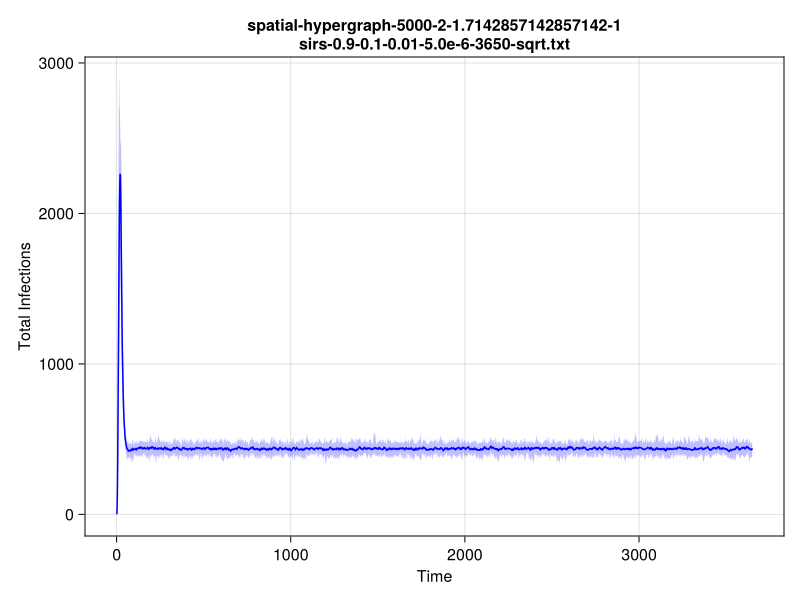 spatial-hypergraph-5000-2-1.7142857142857142-1
sirs-0.9-0.1-0.01-5.0e-6-3650-sqrt.txt
3000
2000
1000
0
Total Infections
0 1000 2000 3000
Time